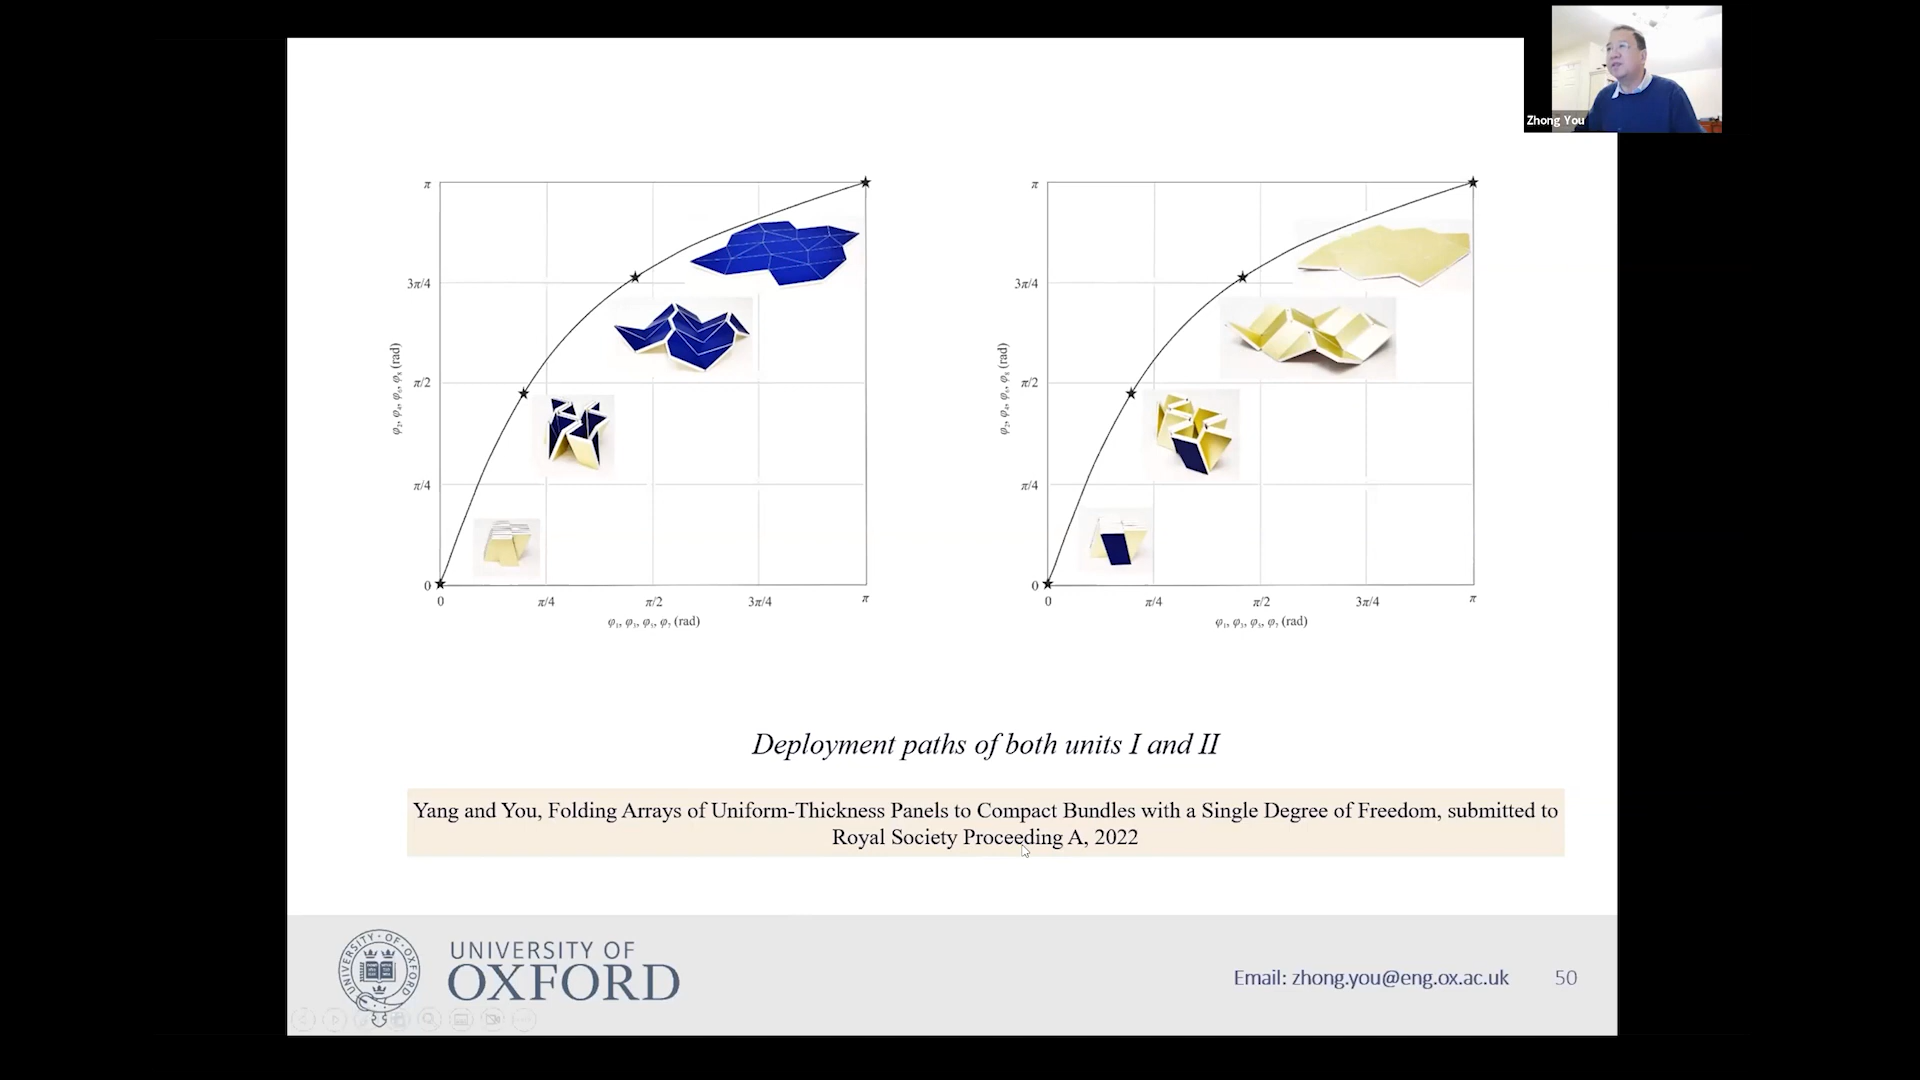 Zhong You
π
3π/4
π/2
π/4
0
φ₂, φ₄, φ₆, φ₈ (rad)
0
π/4
π/2
3π/4
π
φ₁, φ₃, φ₅, φ₇ (rad)
π
3π/4
π/2
π/4
0
φ₂, φ₄, φ₆, φ₈ (rad)
0
π/4
π/2
3π/4
π
φ₁, φ₃, φ₅, φ₇ (rad)
Deployment paths of both units I and II
Yang and You, Folding Arrays of Uniform-Thickness Panels to Compact Bundles with a Single Degree of Freedom, submitted to
Royal Society Proceeding A, 2022
UNIVERSITY·OF·OXFORD
UNIVERSITY OF
OXFORD
Email: zhong.you@eng.ox.ac.uk
50